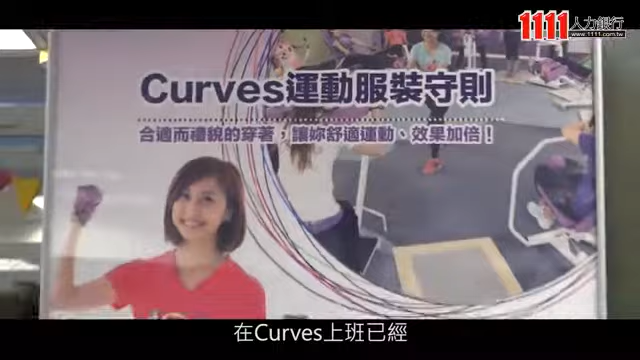 1111人力銀行
www.1111.com.tw
Curves運動服裝守則
合適而禮貌的穿著，讓妳舒適運動、效果加倍！
在Curves上班已經